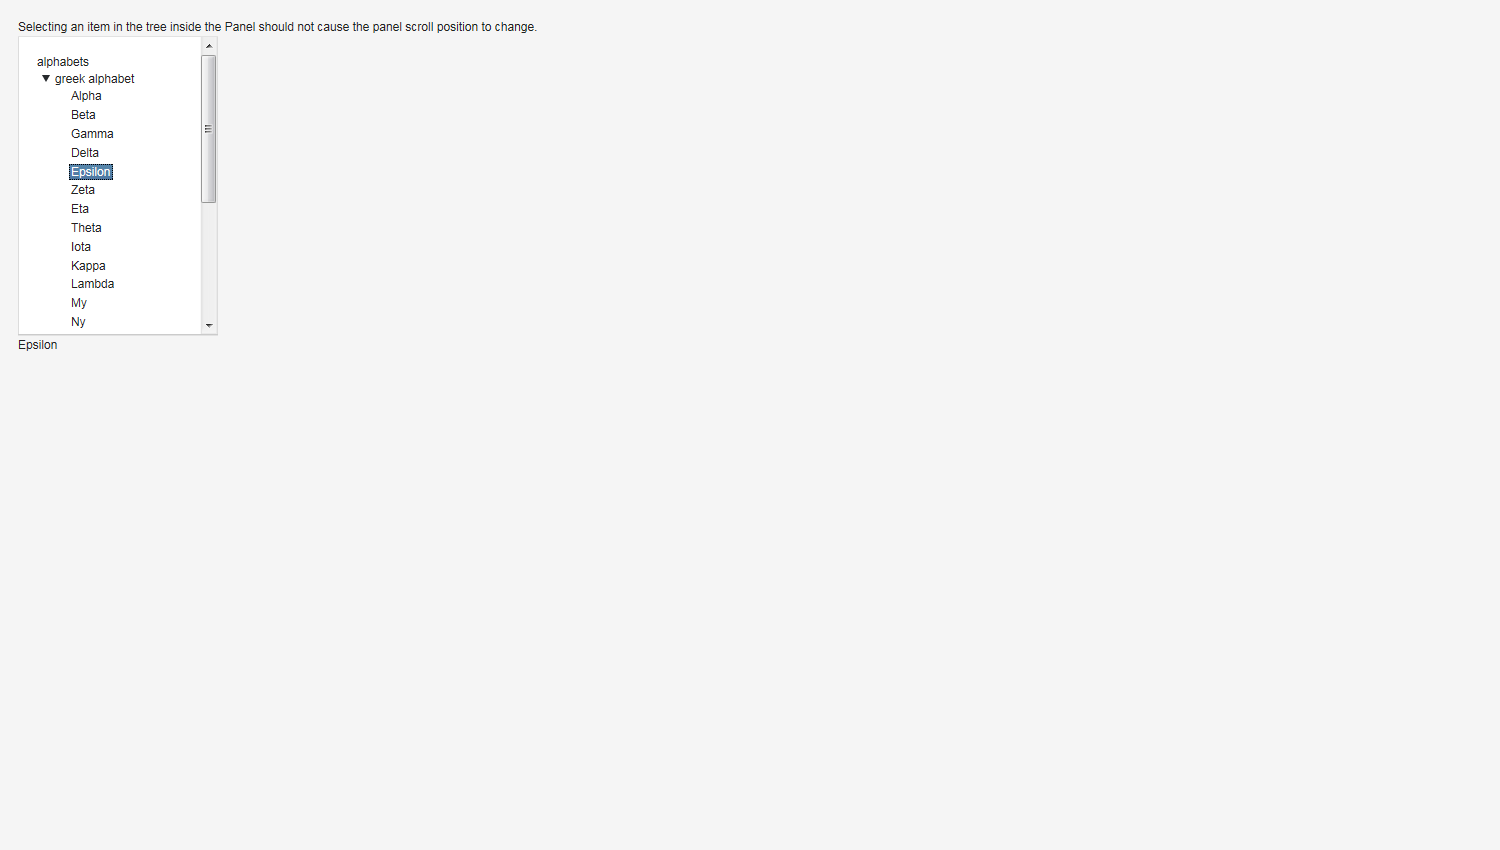 Selecting an item in the tree inside the Panel should not cause the panel scroll position to change.
alphabets
greek alphabet
Alpha
Beta
Gamma
Delta
Epsilon
Zeta
Eta
Theta
Iota
Kappa
Lambda
My
Ny
Epsilon